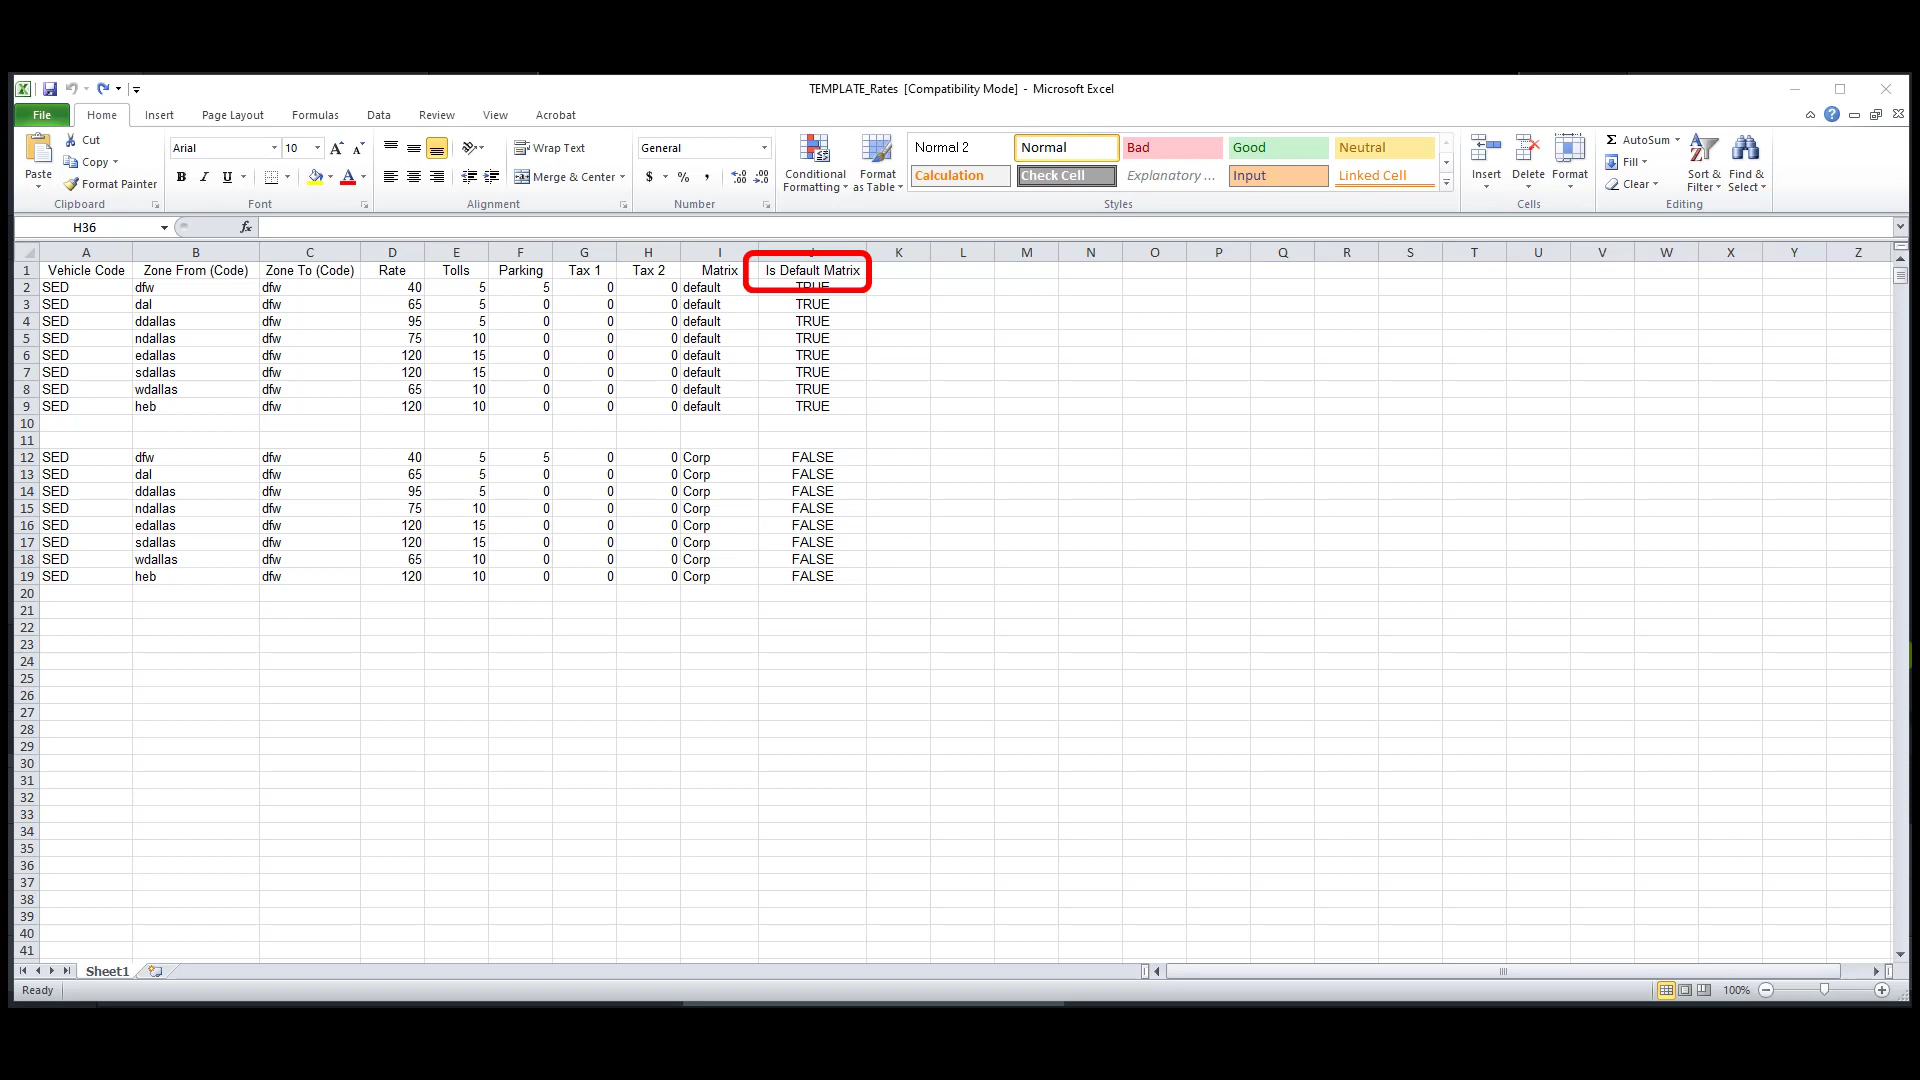 TEMPLATE_Rates [Compatibility Mode] - Microsoft Excel
File Home Insert Page Layout Formulas Data Review View Acrobat
Paste Cut Copy Format Painter Clipboard
Arial 10 B I U Font
Wrap Text Merge & Center Alignment
General $ % , Number
Conditional Formatting Format as Table
Normal 2 Normal Bad Good Neutral
Calculation Check Cell Explanatory ... Input Linked Cell
Styles
Insert Delete Format Cells
Σ AutoSum Fill Clear Sort & Filter Find & Select Editing
H36 fx
A B C D E F G H I J K L M N O P Q R S T U V W X Y Z
1 Vehicle Code Zone From (Code) Zone To (Code) Rate Tolls Parking Tax 1 Tax 2 Matrix Is Default Matrix
2 SED dfw dfw 40 5 5 0 0 default TRUE
3 SED dal dfw 65 5 0 0 0 default TRUE
4 SED ddallas dfw 95 5 0 0 0 default TRUE
5 SED ndallas dfw 75 10 0 0 0 default TRUE
6 SED edallas dfw 120 15 0 0 0 default TRUE
7 SED sdallas dfw 120 15 0 0 0 default TRUE
8 SED wdallas dfw 65 10 0 0 0 default TRUE
9 SED heb dfw 120 10 0 0 0 default TRUE
10
11
12 SED dfw dfw 40 5 5 0 0 Corp FALSE
13 SED dal dfw 65 5 0 0 0 Corp FALSE
14 SED ddallas dfw 95 5 0 0 0 Corp FALSE
15 SED ndallas dfw 75 10 0 0 0 Corp FALSE
16 SED edallas dfw 120 15 0 0 0 Corp FALSE
17 SED sdallas dfw 120 15 0 0 0 Corp FALSE
18 SED wdallas dfw 65 10 0 0 0 Corp FALSE
19 SED heb dfw 120 10 0 0 0 Corp FALSE
20
21
22
23
24
25
26
27
28
29
30
31
32
33
34
35
36
37
38
39
40
41
Sheet1
Ready 100%